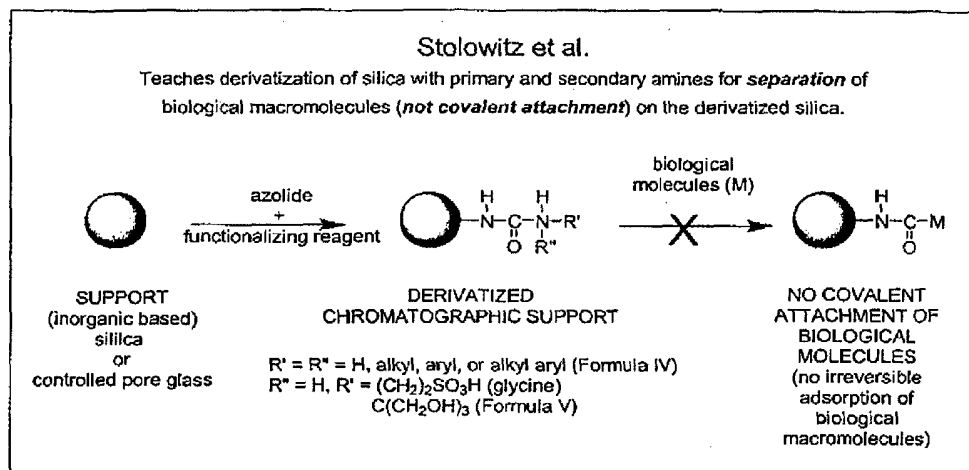 Stolowitz et al.
Teaches derivatization of silica with primary and secondary amines for separation of
biological macromolecules (not covalent attachment) on the derivatized silica.
azolide
+
functionalizing reagent
H H
N-C-N-R'
O R"
biological
molecules (M)
H
N-C-M
O
SUPPORT
(inorganic based)
sililca
or
controlled pore glass
DERIVATIZED
CHROMATOGRAPHIC SUPPORT
R' = R" = H, alkyl, aryl, or alkyl aryl (Formula IV)
R" = H, R' = (CH₂)₂SO₃H (glycine)
C(CH₂OH)₃ (Formula V)
NO COVALENT
ATTACHMENT OF
BIOLOGICAL
MOLECULES
(no irreversible
adsorption of
biological
macromolecules)